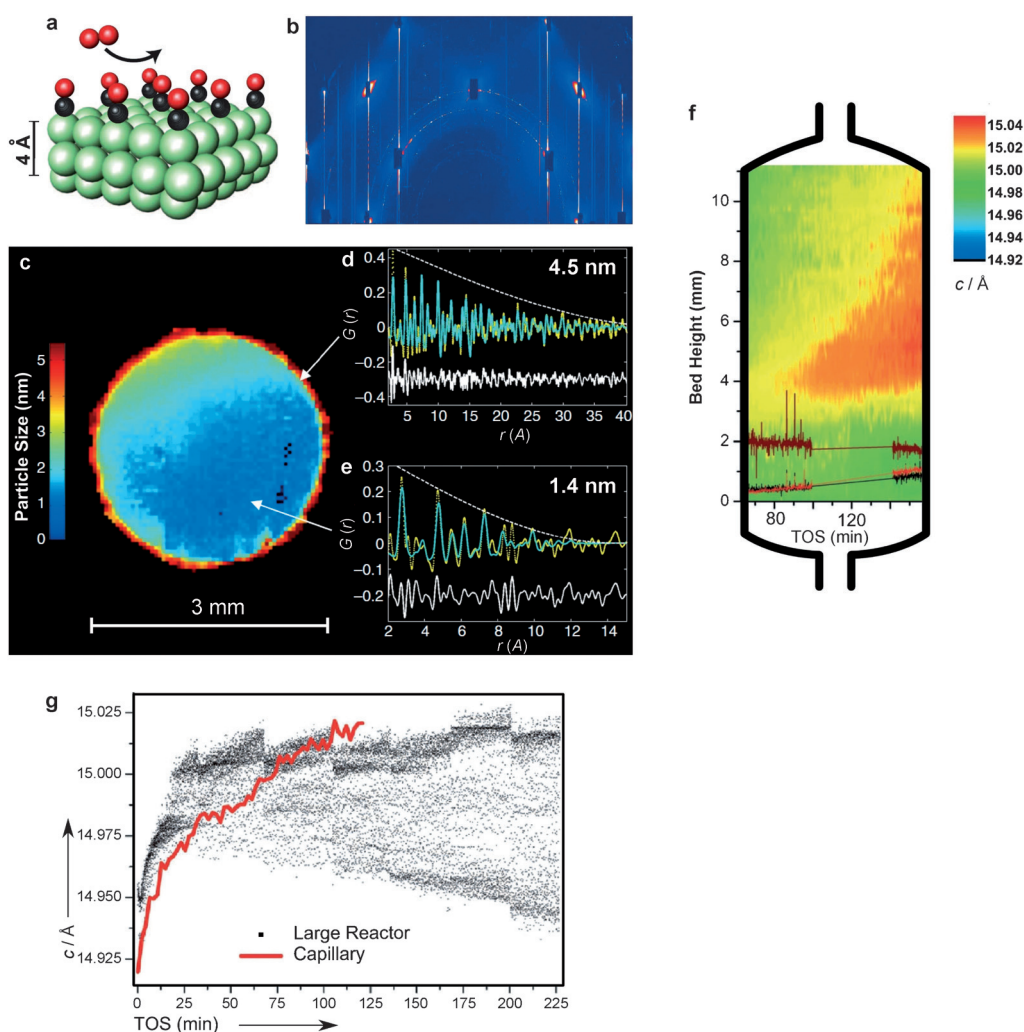 a
4 Å
b
c
Particle Size (nm)
5
4
3
2
1
0
3 mm
d
4.5 nm
G (r)
0.4
0.2
0
−0.2
−0.4
5 10 15 20 25 30 35 40
r (A)
e
1.4 nm
G (r)
0.3
0.2
0.1
0
−0.1
−0.2
2 4 6 8 10 12 14
r (A)
f
Bed Height (mm)
10
8
6
4
2
0
80 120
TOS (min)
15.04
15.02
15.02
15.00
14.98
14.96
14.94
14.92
c / Å
g
c / Å
15.025
15.000
14.975
14.950
14.925
Large Reactor
Capillary
0 25 50 75 100 125 150 175 200 225
TOS (min)